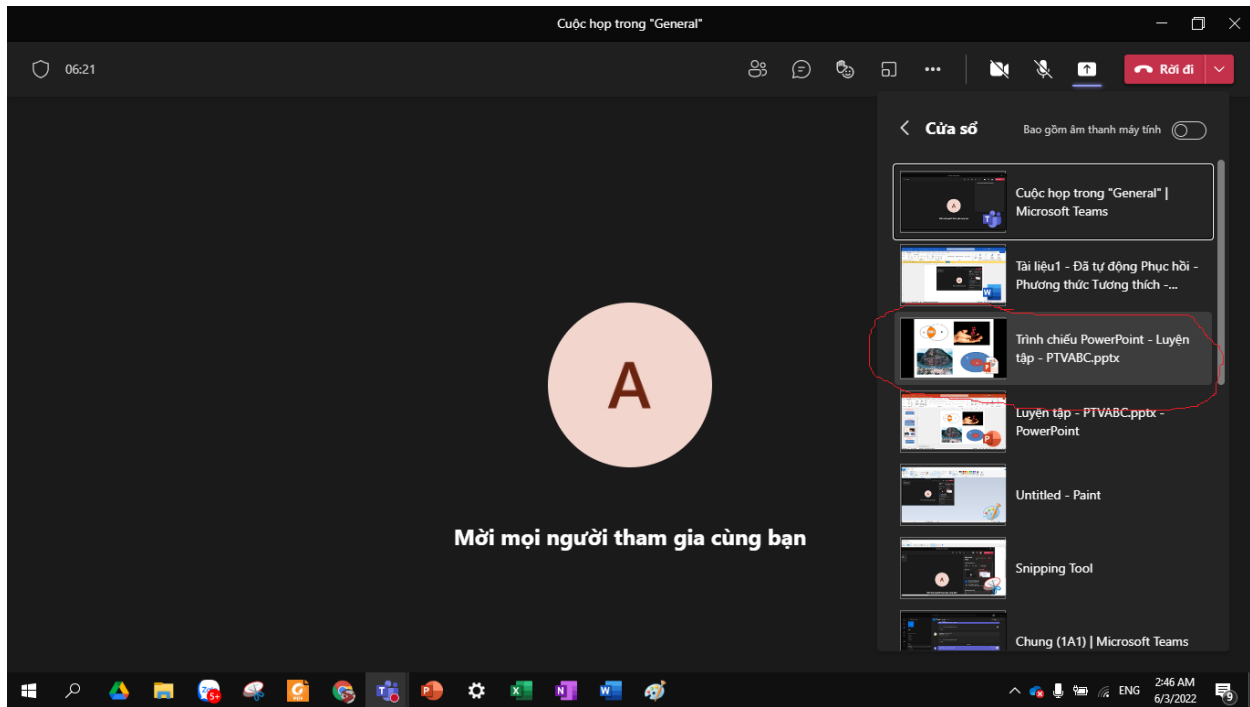 Cuộc họp trong "General"
06:21
Rời đi
Cửa sổ
Bao gồm âm thanh máy tính
Cuộc họp trong "General" |
Microsoft Teams
Tài liệu1 - Đã tự động Phục hồi -
Phương thức Tương thích -...
Trình chiếu PowerPoint - Luyện
tập - PTVABC.pptx
Luyện tập - PTVABC.pptx -
PowerPoint
Untitled - Paint
Snipping Tool
Chung (1A1) | Microsoft Teams
A
Mời mọi người tham gia cùng bạn
ENG
2:46 AM
6/3/2022
9